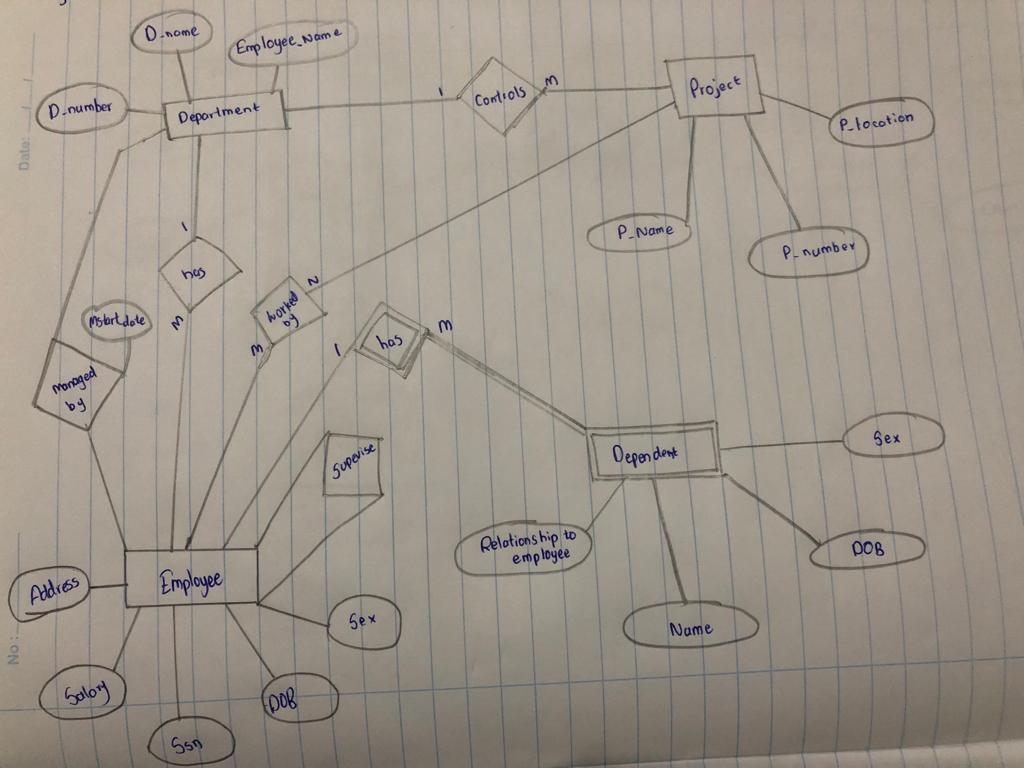 D_name
Employee_Name
D_number
Department
1
Controls
M
Project
P_location
Date: / /
P_Name
P_number
1
has
Mstart_date
M
N
Worked
by
M
1
has
M
Managed
by
Supervise
Dependent
Sex
Relationship to
employee
DOB
Name
Address
Employee
Sex
Salary
DOB
Ssn
No: